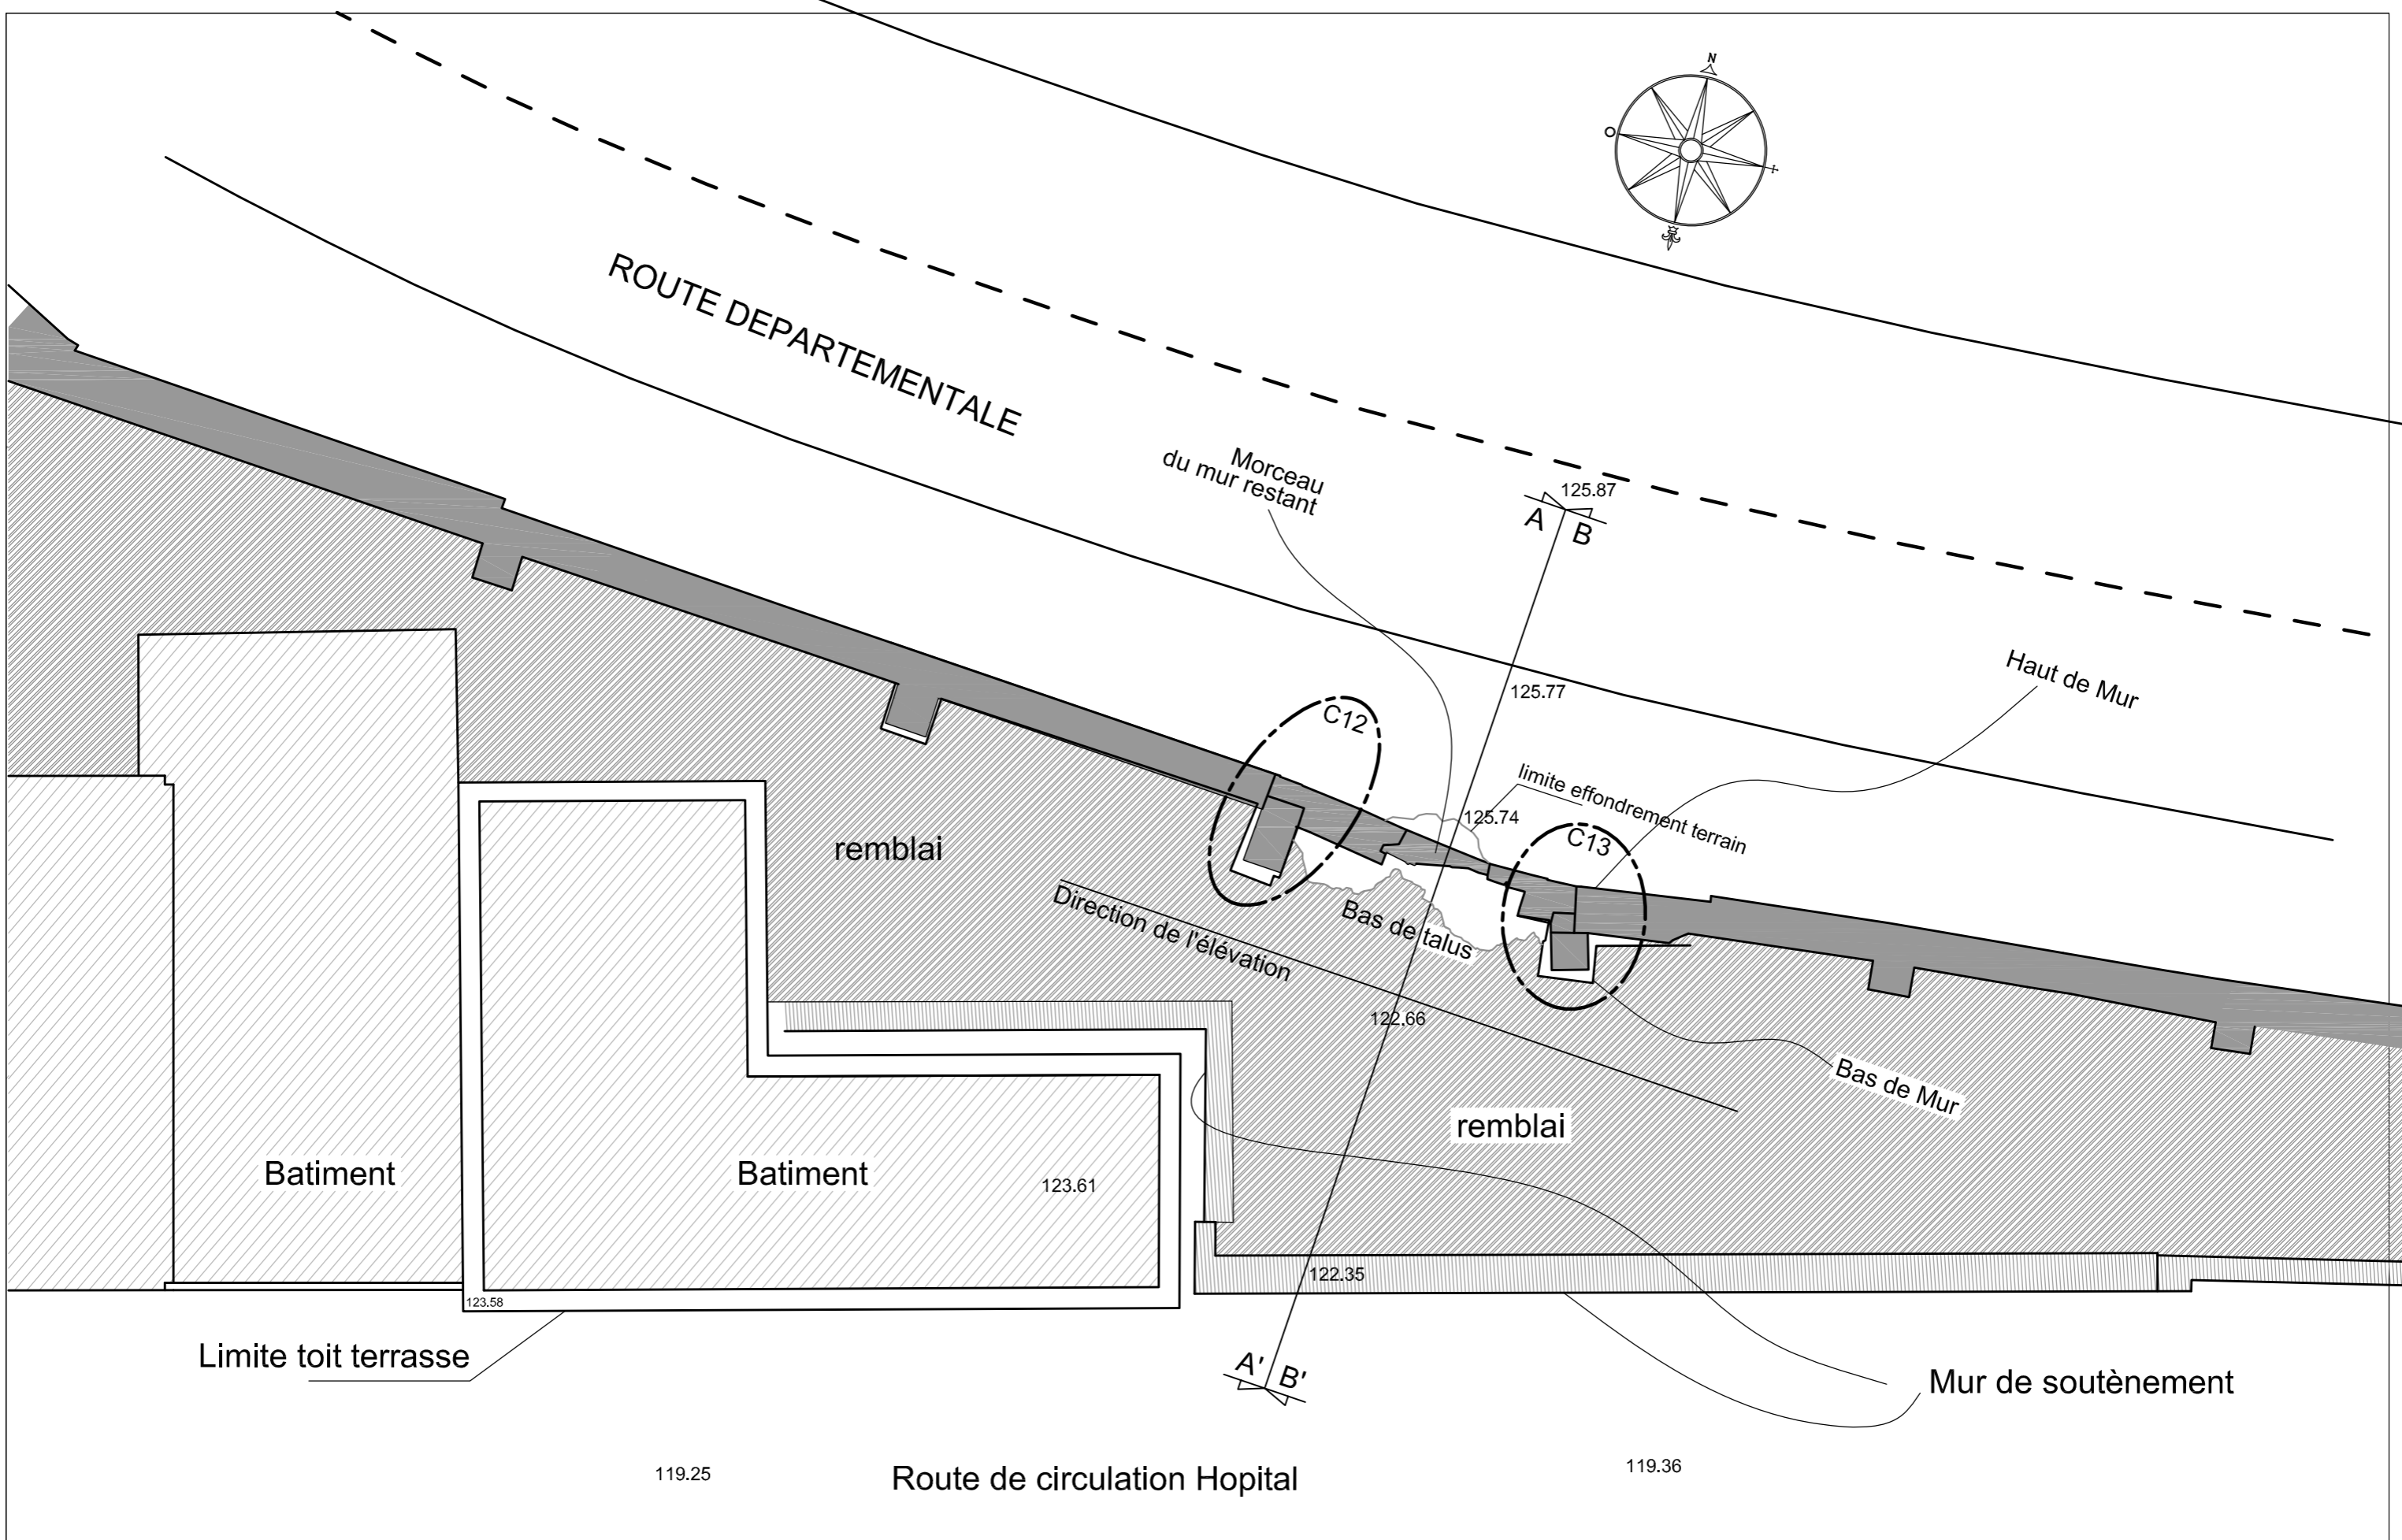 N
O
ROUTE DEPARTEMENTALE
Morceau
du mur restant
125.87
A
B
Haut de Mur
125.77
C12
limite effondrement terrain
125.74
C13
remblai
Bas de talus
Direction de l'élévation
122.66
Bas de Mur
remblai
Batiment
Batiment
123.61
122.35
123.58
Limite toit terrasse
A'
B'
Mur de soutènement
119.25
Route de circulation Hopital
119.36